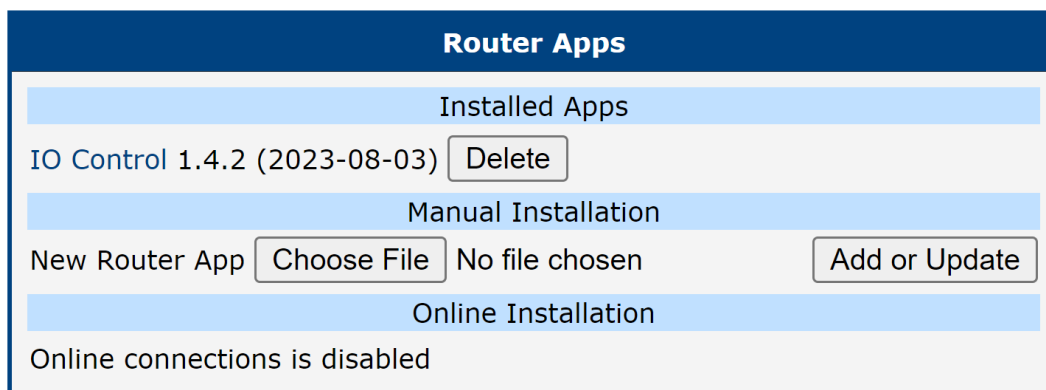 Router Apps
Installed Apps
IO Control 1.4.2 (2023-08-03) Delete
Manual Installation
New Router App Choose File No file chosen Add or Update
Online Installation
Online connections is disabled